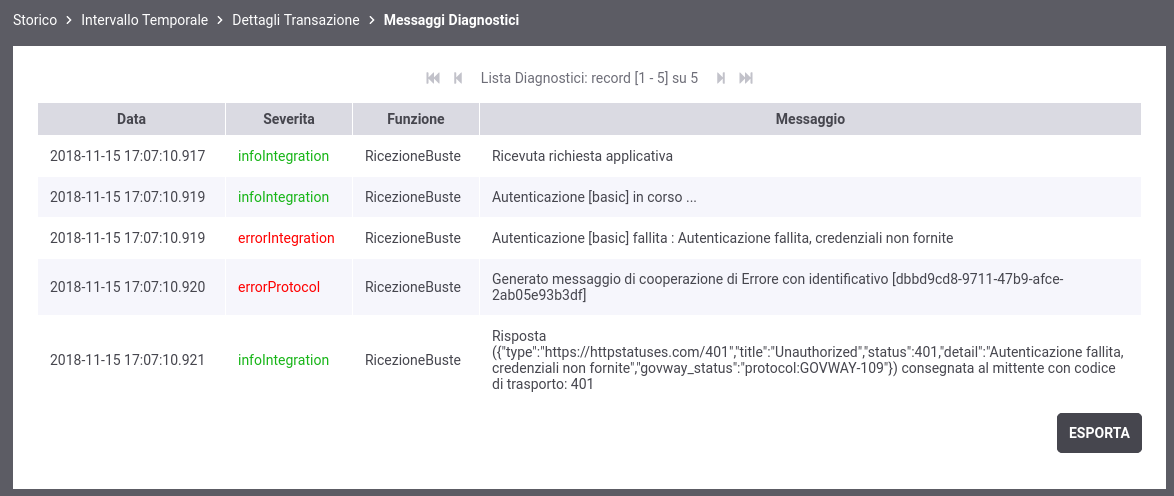 Storico > Intervallo Temporale > Dettagli Transazione > Messaggi Diagnostici
Lista Diagnostici: record [1 - 5] su 5
Data Severita Funzione Messaggio
2018-11-15 17:07:10.917 infoIntegration RicezioneBuste Ricevuta richiesta applicativa
2018-11-15 17:07:10.919 infoIntegration RicezioneBuste Autenticazione [basic] in corso ...
2018-11-15 17:07:10.919 errorIntegration RicezioneBuste Autenticazione [basic] fallita : Autenticazione fallita, credenziali non fornite
2018-11-15 17:07:10.920 errorProtocol RicezioneBuste Generato messaggio di cooperazione di Errore con identificativo [dbbd9cd8-9711-47b9-afce-
2ab05e93b3df]
2018-11-15 17:07:10.921 infoIntegration RicezioneBuste Risposta
({"type":"https://httpstatuses.com/401","title":"Unauthorized","status":401,"detail":"Autenticazione fallita,
credenziali non fornite","govway_status":"protocol:GOVWAY-109"}) consegnata al mittente con codice
di trasporto: 401
ESPORTA